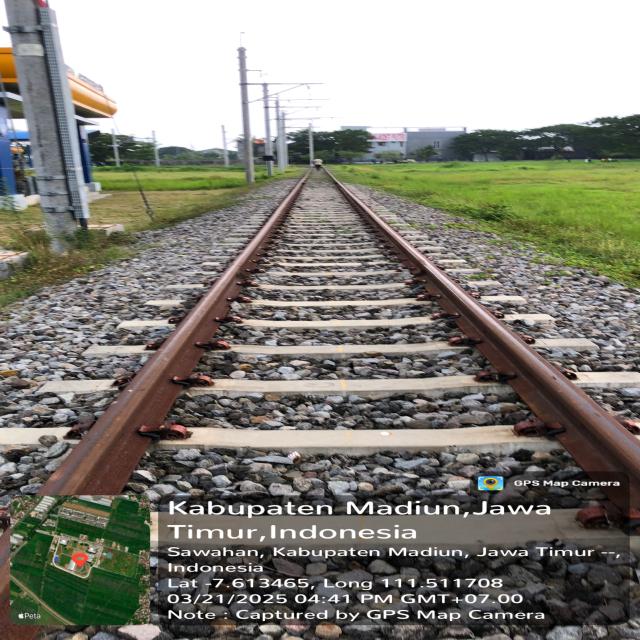 GPS Map Camera
Kabupaten Madiun,Jawa
Timur,Indonesia
Sawahan, Kabupaten Madiun, Jawa Timur --,
Indonesia
Lat -7.613465, Long 111.511708
03/21/2025 04:41 PM GMT+07.00
Note : Captured by GPS Map Camera
Peta